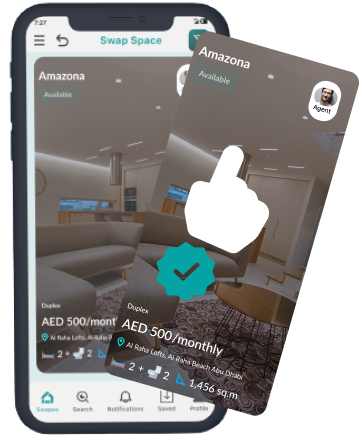 7:27
Swap Space
Amazona
Available
Duplex
AED 500/mont
Al Raha Lofts, Al Raha
2 + 2
Swapes
Search
Notifications
Saved
Profile
Amazona
Available
Agent
Duplex
AED 500/monthly
Al Raha Lofts, Al Raha Beach Abu Dhabi
2 + 2 1,456 sq.m